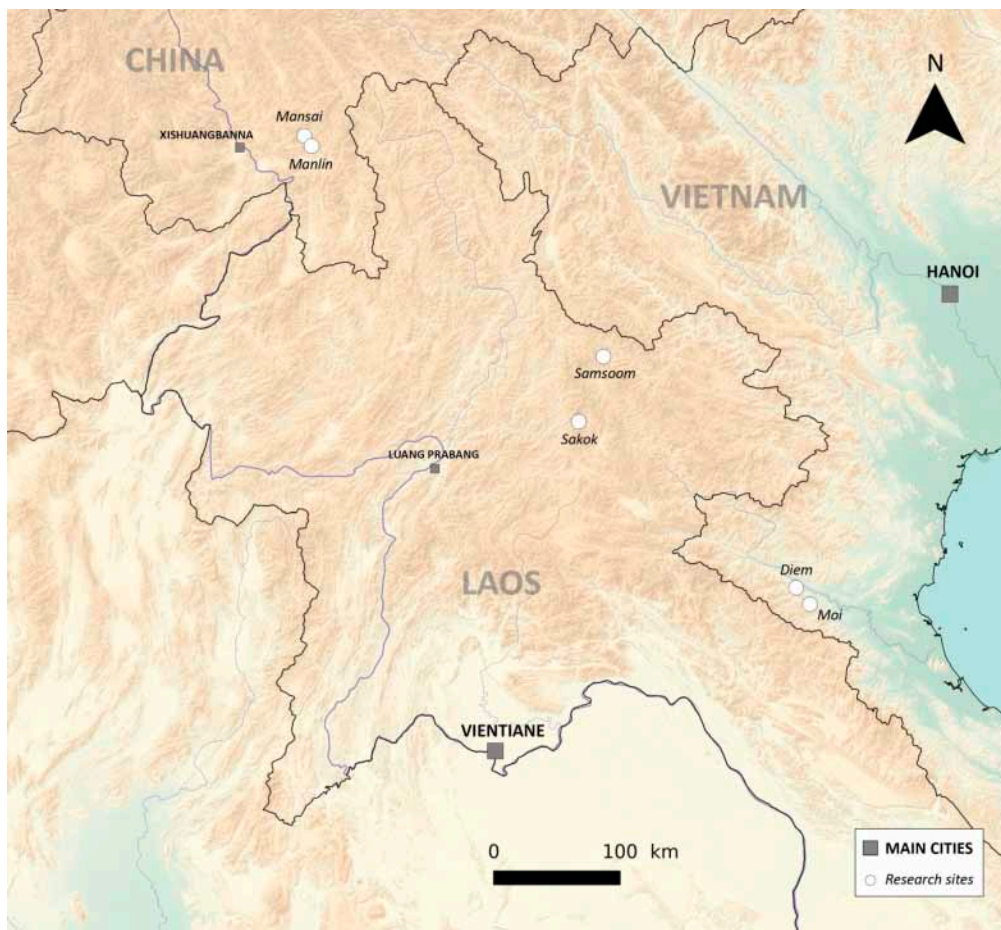 CHINA
N
Mansai
XISHUANGBANNA
Manlin
VIETNAM
HANOI
Samsoom
Sakok
LUANG PRABANG
Diem
LAOS
Moi
VIENTIANE
0 100 km
MAIN CITIES
Research sites